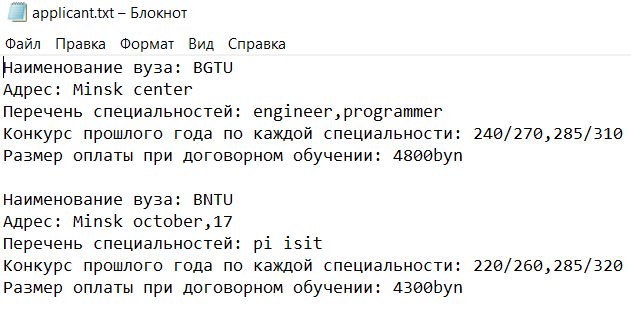 applicant.txt – Блокнот
Файл Правка Формат Вид Справка
Наименование вуза: BGTU
Адрес: Minsk center
Перечень специальностей: engineer,programmer
Конкурс прошлого года по каждой специальности: 240/270,285/310
Размер оплаты при договорном обучении: 4800byn
Наименование вуза: BNTU
Адрес: Minsk october,17
Перечень специальностей: pi isit
Конкурс прошлого года по каждой специальности: 220/260,285/320
Размер оплаты при договорном обучении: 4300byn